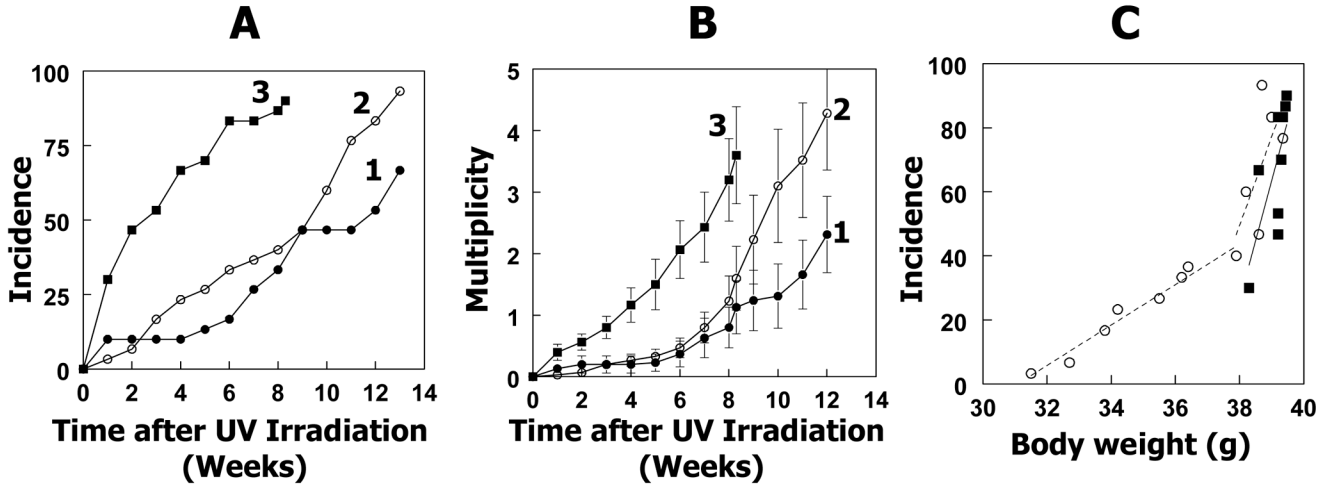 A
Incidence
100
75
50
25
0
0 2 4 6 8 10 12 14
3
2
1
Time after UV Irradiation
(Weeks)
B
Multiplicity
5
4
3
2
1
0
0 2 4 6 8 10 12 14
3
2
1
Time after UV Irradiation
(Weeks)
C
Incidence
100
80
60
40
20
0
30 32 34 36 38 40
Body weight (g)